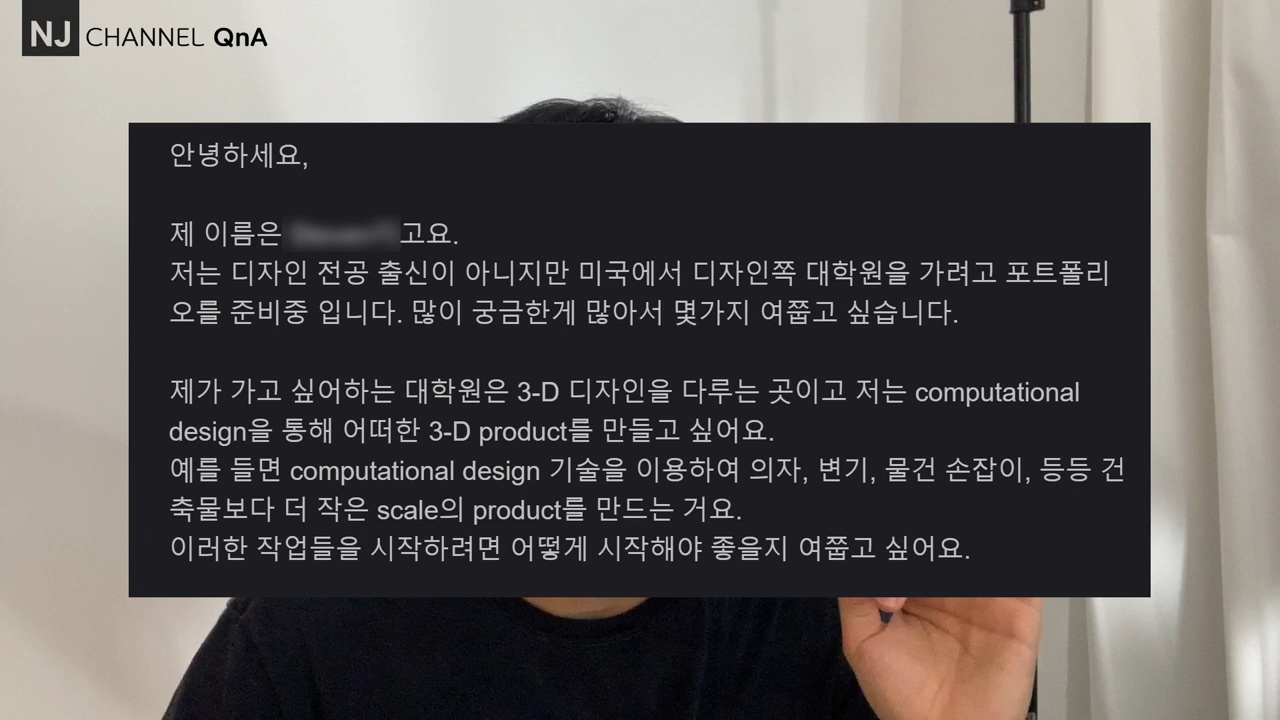 NJ CHANNEL QnA
안녕하세요,
제 이름은 고요.
저는 디자인 전공 출신이 아니지만 미국에서 디자인쪽 대학원을 가려고 포트폴리
오를 준비중 입니다. 많이 궁금한게 많아서 몇가지 여쭙고 싶습니다.
제가 가고 싶어하는 대학원은 3-D 디자인을 다루는 곳이고 저는 computational
design을 통해 어떠한 3-D product를 만들고 싶어요.
예를 들면 computational design 기술을 이용하여 의자, 변기, 물건 손잡이, 등등 건
축물보다 더 작은 scale의 product를 만드는 거요.
이러한 작업들을 시작하려면 어떻게 시작해야 좋을지 여쭙고 싶어요.